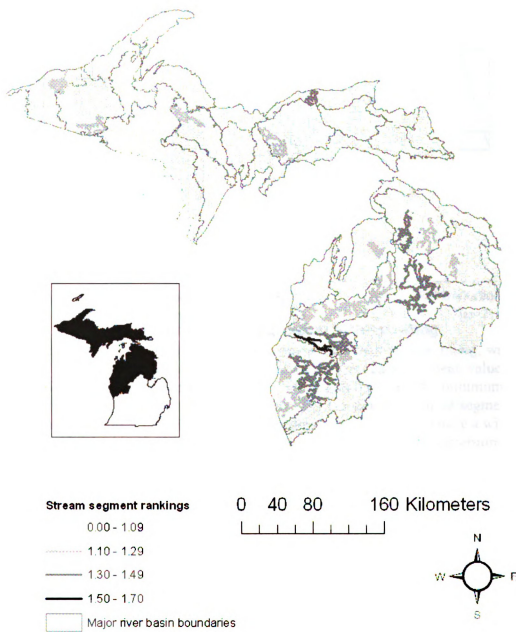 Stream segment rankings
0.00 - 1.09
1.10 - 1.29
1.30 - 1.49
1.50 - 1.70
Major river basin boundaries
0 40 80 160 Kilometers
N
W E
S